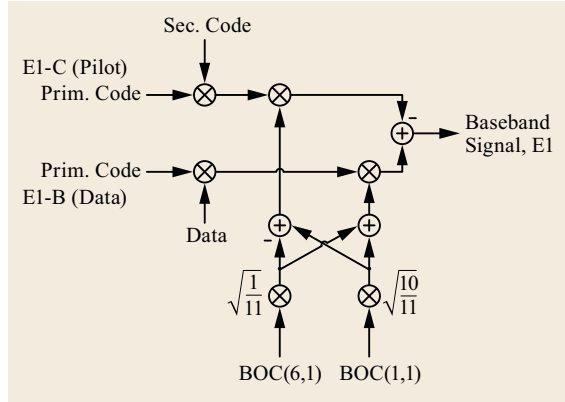 Sec. Code
E1-C (Pilot)
Prim. Code
-
+
Baseband
Signal, E1
Prim. Code
E1-B (Data)
Data
+
+
-
√1/11
√10/11
BOC(6,1)
BOC(1,1)